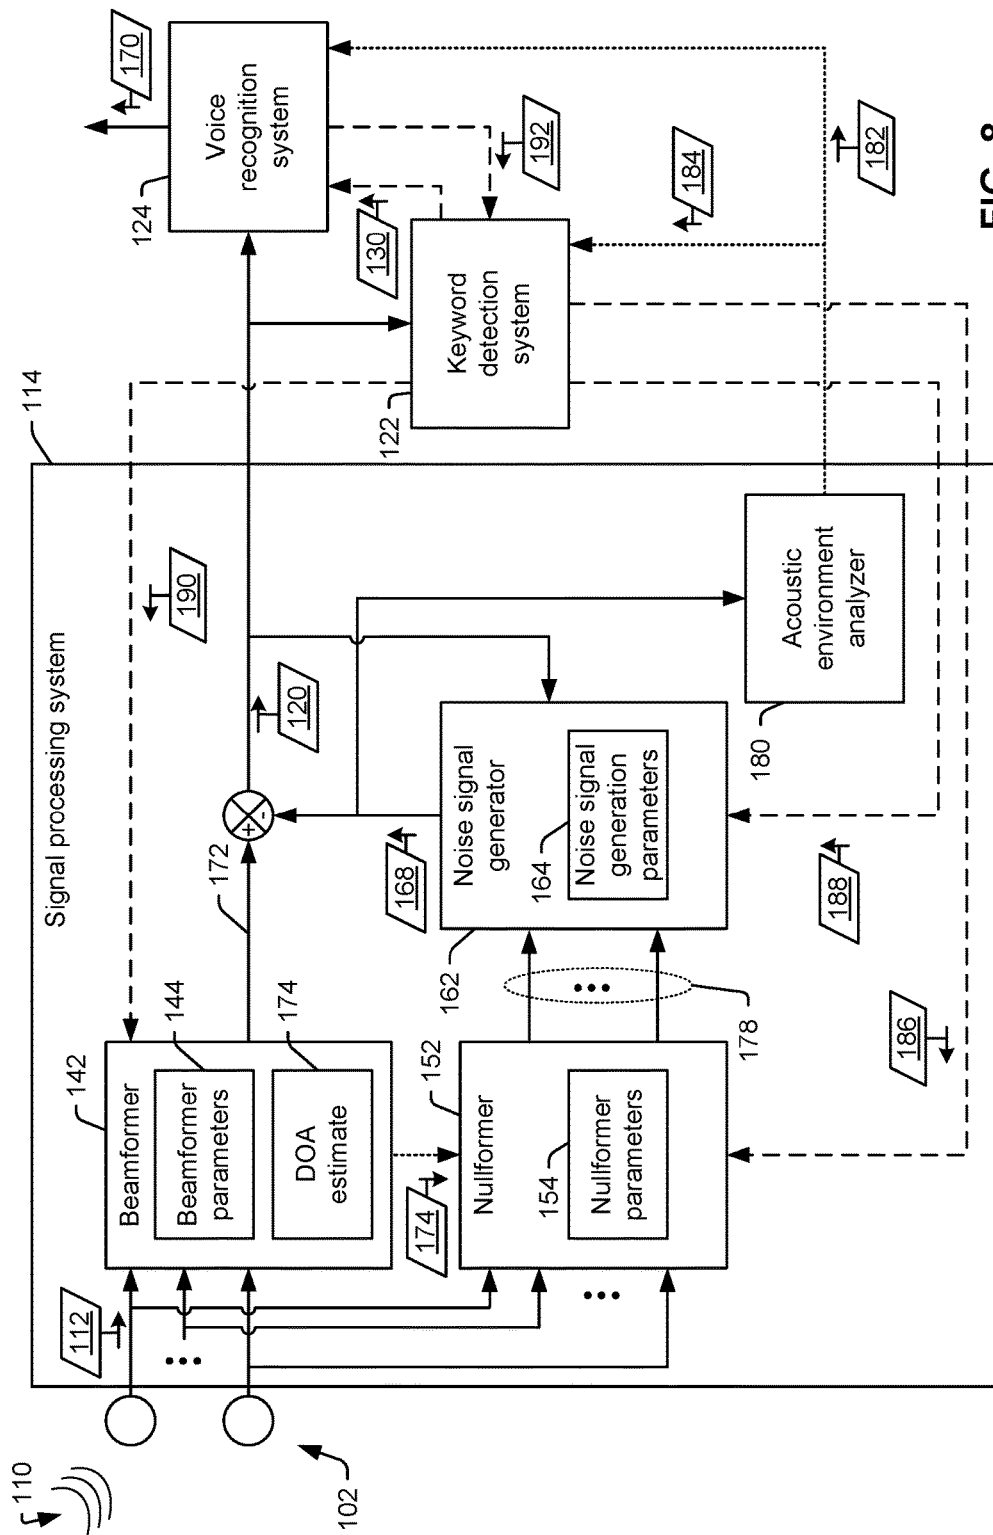 Signal processing system
114
110
102
112
142
Beamformer
144
Beamformer
parameters
174
DOA
estimate
174
152
Nullformer
154
Nullformer
parameters
178
172
+
-
168
162
Noise signal
generator
164
Noise signal
generation
parameters
120
190
180
Acoustic
environment
analyzer
186
188
122
Keyword
detection
system
130
192
184
182
124
Voice
recognition
system
170